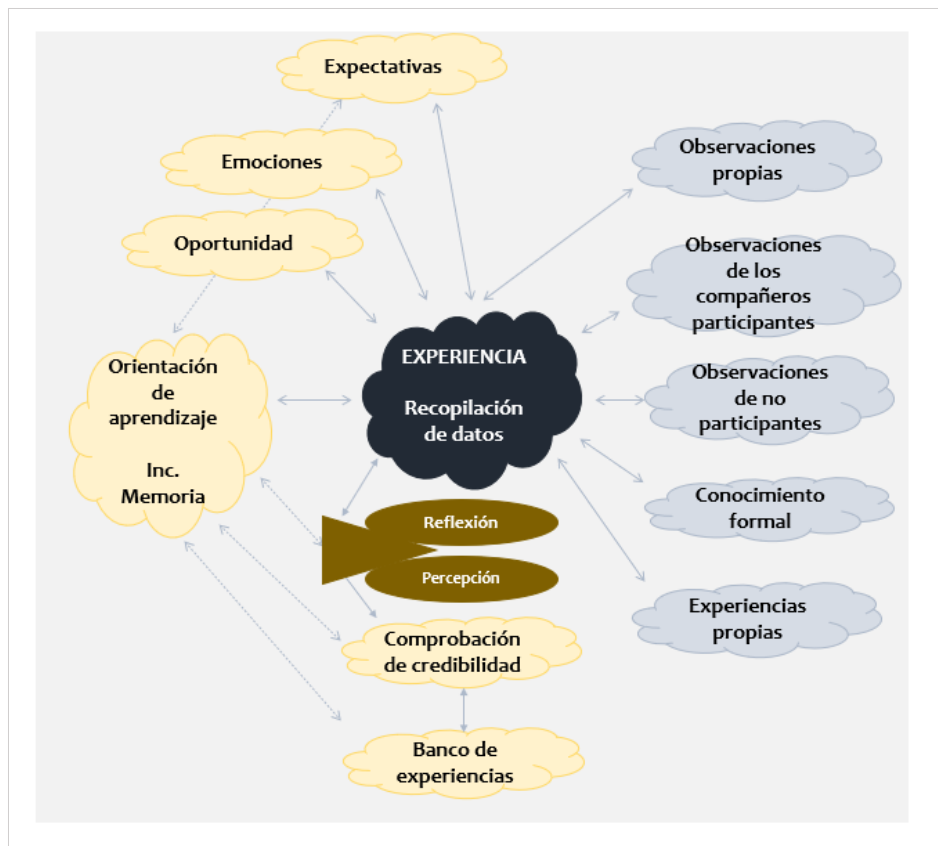 Expectativas
Emociones
Oportunidad
Orientación
de
aprendizaje
Inc.
Memoria
EXPERIENCIA
Recopilación
de datos
Reflexión
Percepción
Comprobación
de credibilidad
Banco de
experiencias
Observaciones
propias
Observaciones
de los
compañeros
participantes
Observaciones
de no
participantes
Conocimiento
formal
Experiencias
propias